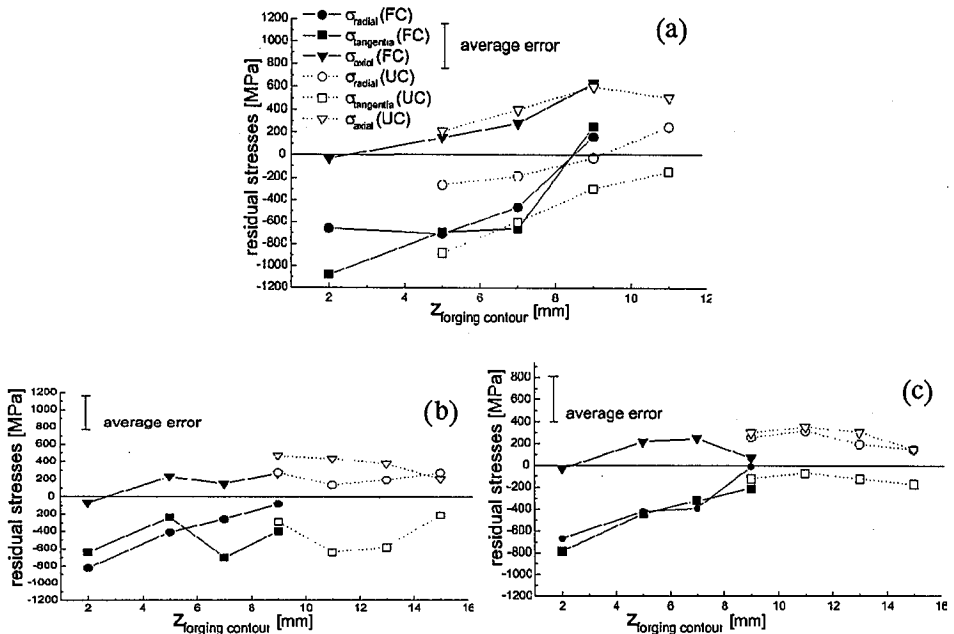 1200
1000
800
600
400
200
0
-200
-400
-600
-800
-1000
-1200
residual stresses [MPa]
σradial (FC)
σtangentia (FC)
σaxial (FC)
σradial (UC)
σtangentia (UC)
σaxial (UC)
average error
(a)
2 4 6 8 10 12
Zforging contour [mm]
1200
1000
800
600
400
200
0
-200
-400
-600
-800
-1000
-1200
residual stresses [MPa]
average error
(b)
2 4 6 8 10 12 14 16
Zforging contour [mm]
800
600
400
200
0
-200
-400
-600
-800
-1000
-1200
residual stresses [MPa]
average error
(c)
2 4 6 8 10 12 14 16
Zforging contour [mm]